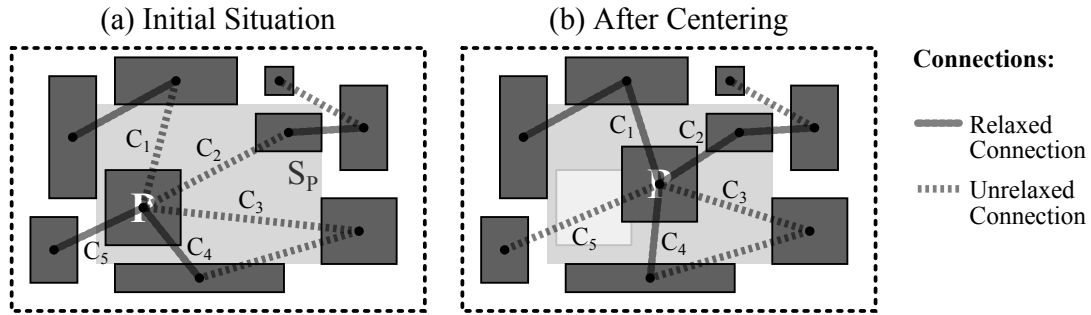 (a) Initial Situation
(b) After Centering
Connections:
Relaxed
Connection
Unrelaxed
Connection
C1
C2
SP
P
C3
C5
C4
C1
C2
P
C3
C5
C4